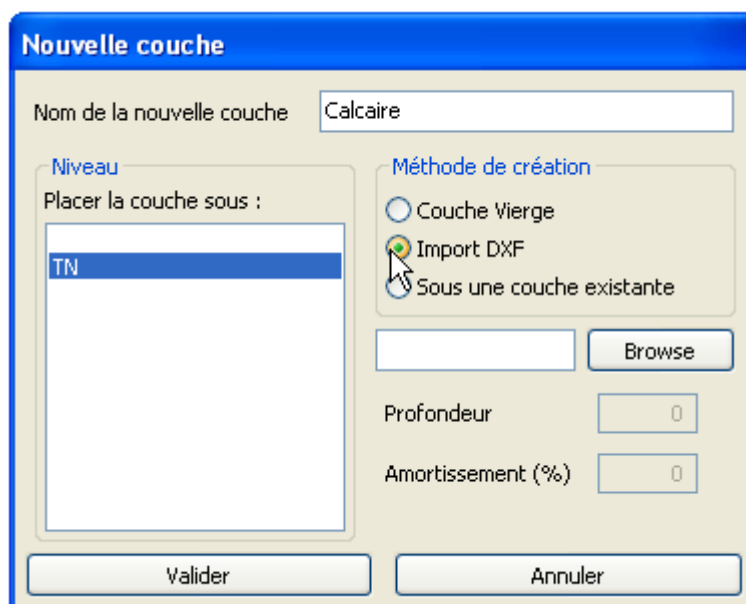 Nouvelle couche
Nom de la nouvelle couche
Calcaire
Niveau
Placer la couche sous :
TN
Méthode de création
Couche Vierge
Import DXF
Sous une couche existante
Browse
Profondeur
0
Amortissement (%)
0
Valider
Annuler